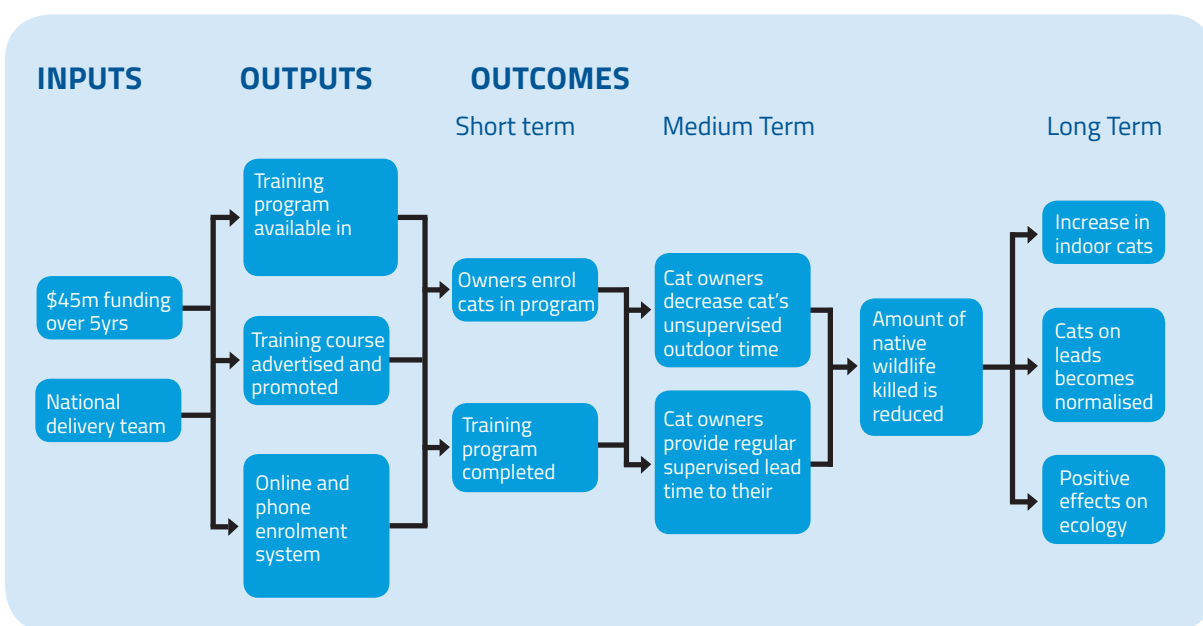 INPUTS
OUTPUTS
OUTCOMES
Short term
Medium Term
Long Term
$45m funding
over 5yrs
National
delivery team
Training
program
available in
Training course
advertised and
promoted
Online and
phone
enrolment
system
Owners enrol
cats in program
Training
program
completed
Cat owners
decrease cat's
unsupervised
outdoor time
Cat owners
provide regular
supervised lead
time to their
Amount of
native
wildlife
killed is
reduced
Increase in
indoor cats
Cats on
leads
becomes
normalised
Positive
effects on
ecology